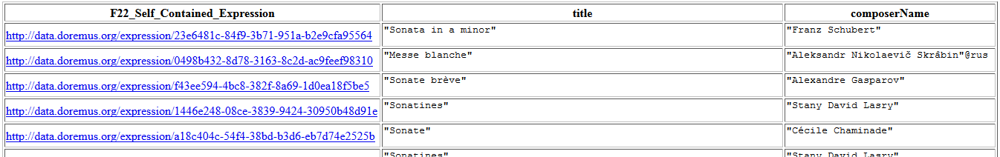 F22_Self_Contained_Expression title composerName
http://data.doremus.org/expression/23e6481c-84f9-3b71-951a-b2e9cfa95564 "Sonata in a minor" "Franz Schubert"
http://data.doremus.org/expression/0498b432-8d78-3163-8c2d-ac9feef98310 "Messe blanche" "Aleksandr Nikolaevič Skrâbin"@rus
http://data.doremus.org/expression/f43ee594-4bc8-382f-8a69-1d0ea18f5be5 "Sonate brève" "Alexandre Gasparov"
http://data.doremus.org/expression/1446e248-08ce-3839-9424-30950b48d91e "Sonatines" "Stany David Lasry"
http://data.doremus.org/expression/a18c404c-54f4-38bd-b3d6-eb7d74e2525b "Sonate" "Cécile Chaminade"
"Sonatines" "Stany David Lasry"